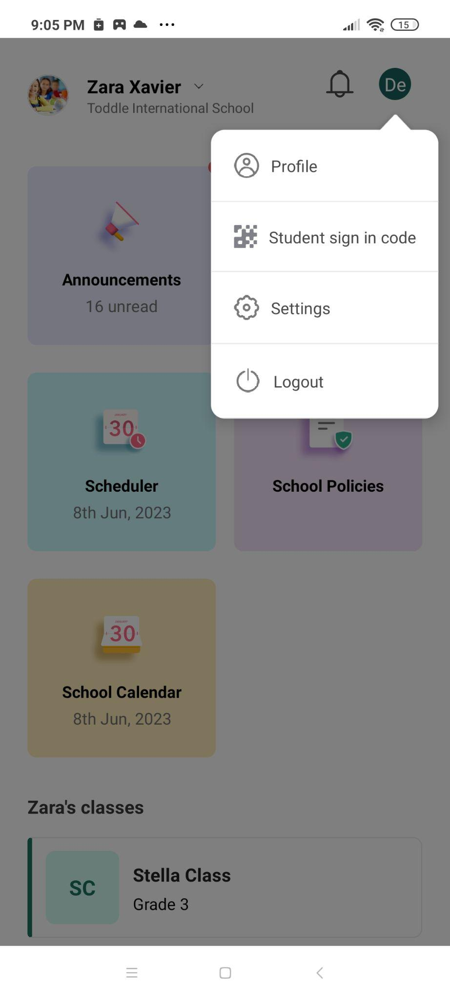 9:05 PM
15
Zara Xavier
De
Toddle International School
Profile
Student sign in code
Settings
Logout
Announcements
16 unread
JANUARY
30
Scheduler
8th Jun, 2023
School Policies
JANUARY
30
School Calendar
8th Jun, 2023
Zara's classes
SC
Stella Class
Grade 3